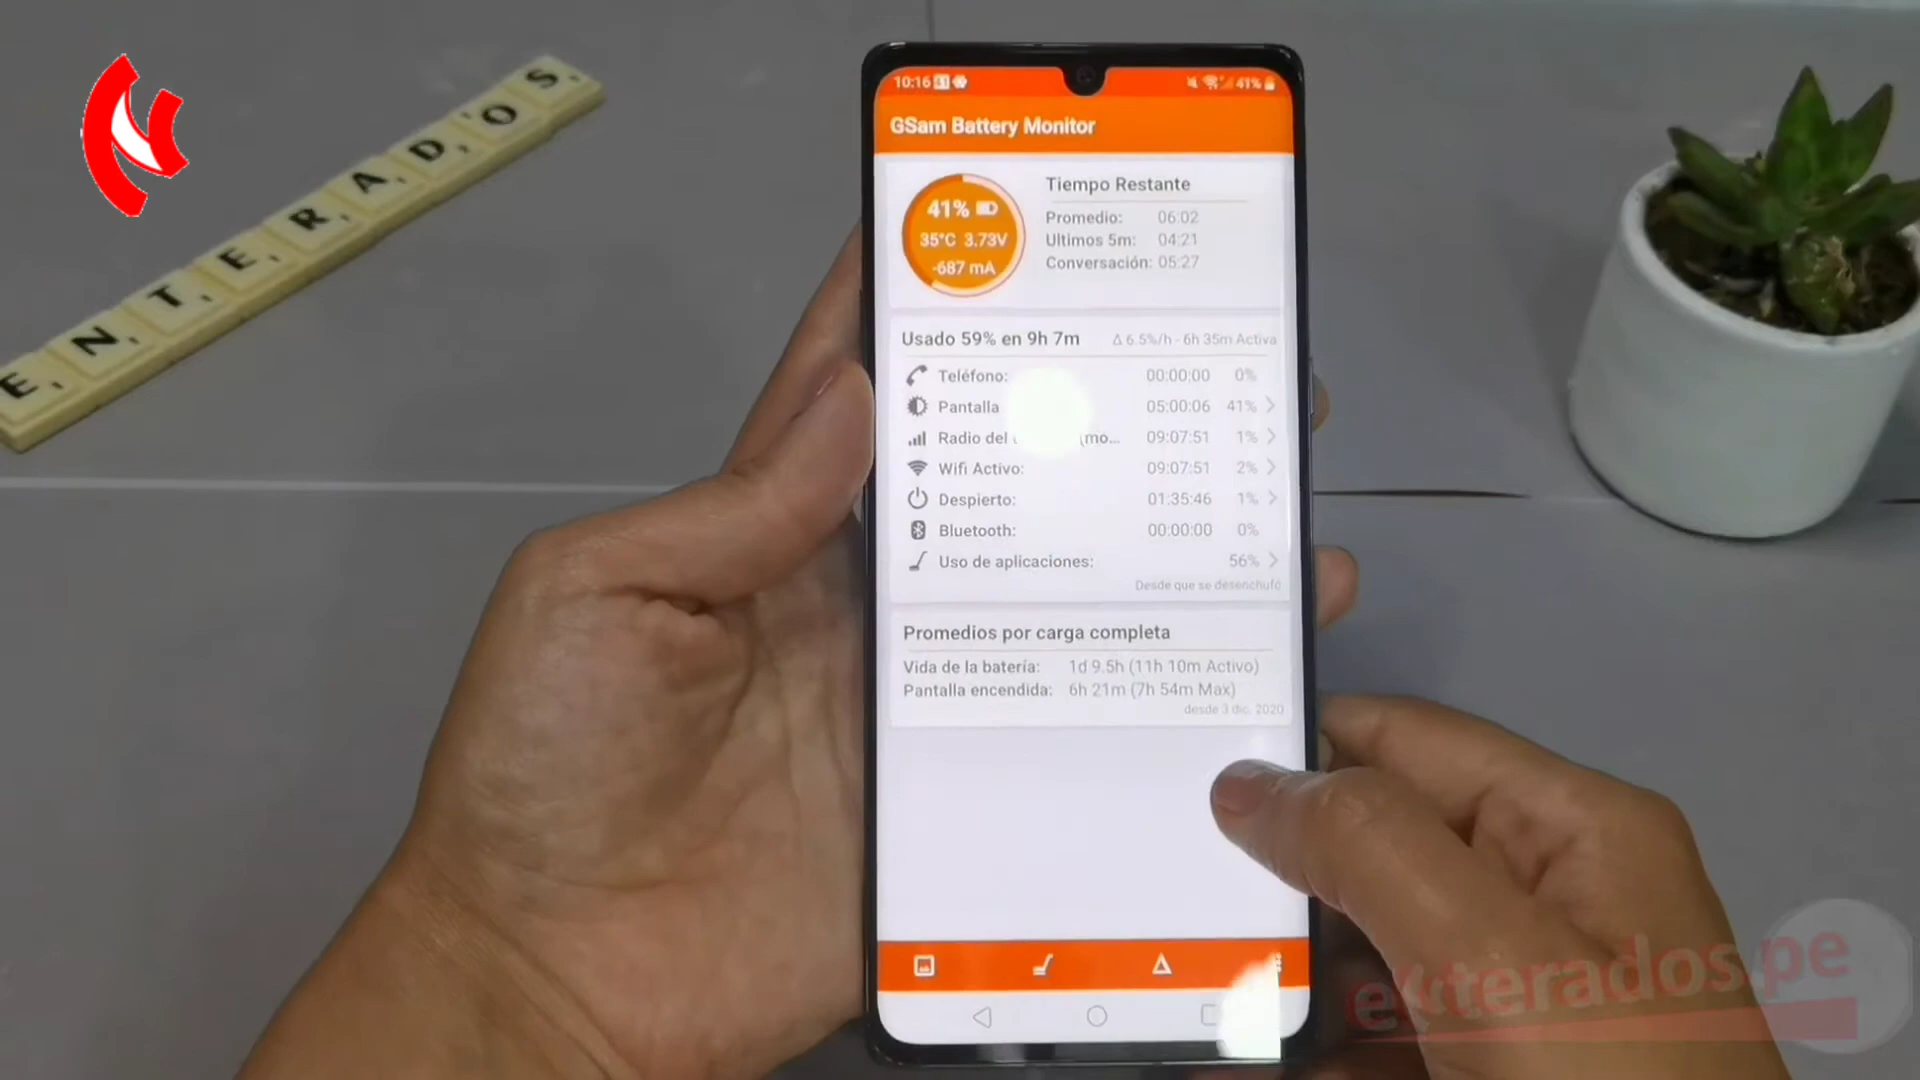 E N T E R A D O S
10:16 41%
GSam Battery Monitor
41%
35°C 3.73V
-687 mA
Tiempo Restante
Promedio: 06:02
Ultimos 5m: 04:21
Conversación: 05:27
Usado 59% en 9h 7m Δ 6.5%/h - 6h 35m Activa
Teléfono: 00:00:00 0%
Pantalla 05:00:06 41%
Radio del (mo... 09:07:51 1%
Wifi Activo: 09:07:51 2%
Despierto: 01:35:46 1%
Bluetooth: 00:00:00 0%
Uso de aplicaciones: 56%
Desde que se desenchufó
Promedios por carga completa
Vida de la batería: 1d 9.5h (11h 10m Activo)
Pantalla encendida: 6h 21m (7h 54m Max)
desde 3 dic. 2020
enterados.pe